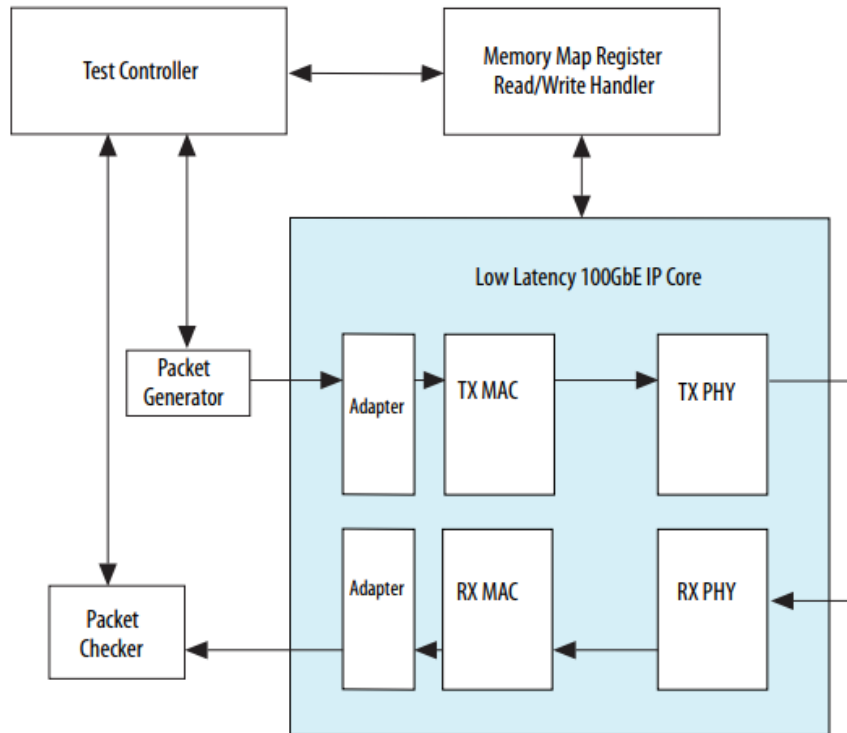 Test Controller
Memory Map Register
Read/Write Handler
Low Latency 100GbE IP Core
Packet
Generator
Adapter
TX MAC
TX PHY
Packet
Checker
Adapter
RX MAC
RX PHY